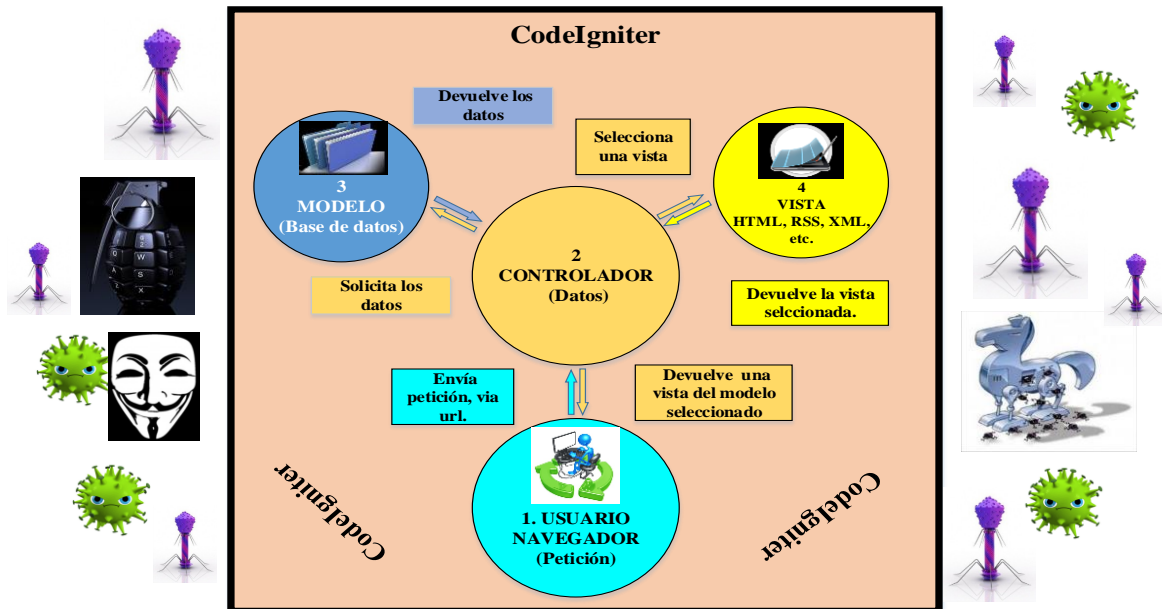 CodeIgniter
Devuelve los
datos
Selecciona
una vista
3
MODELO
(Base de datos)
4
VISTA
HTML, RSS, XML,
etc.
2
CONTROLADOR
(Datos)
Solicita los
datos
Devuelve la vista
selccionada.
Envía
petición, via
url.
Devuelve una
vista del modelo
seleccionado
1. USUARIO
NAVEGADOR
(Petición)
CodeIgniter
CodeIgniter